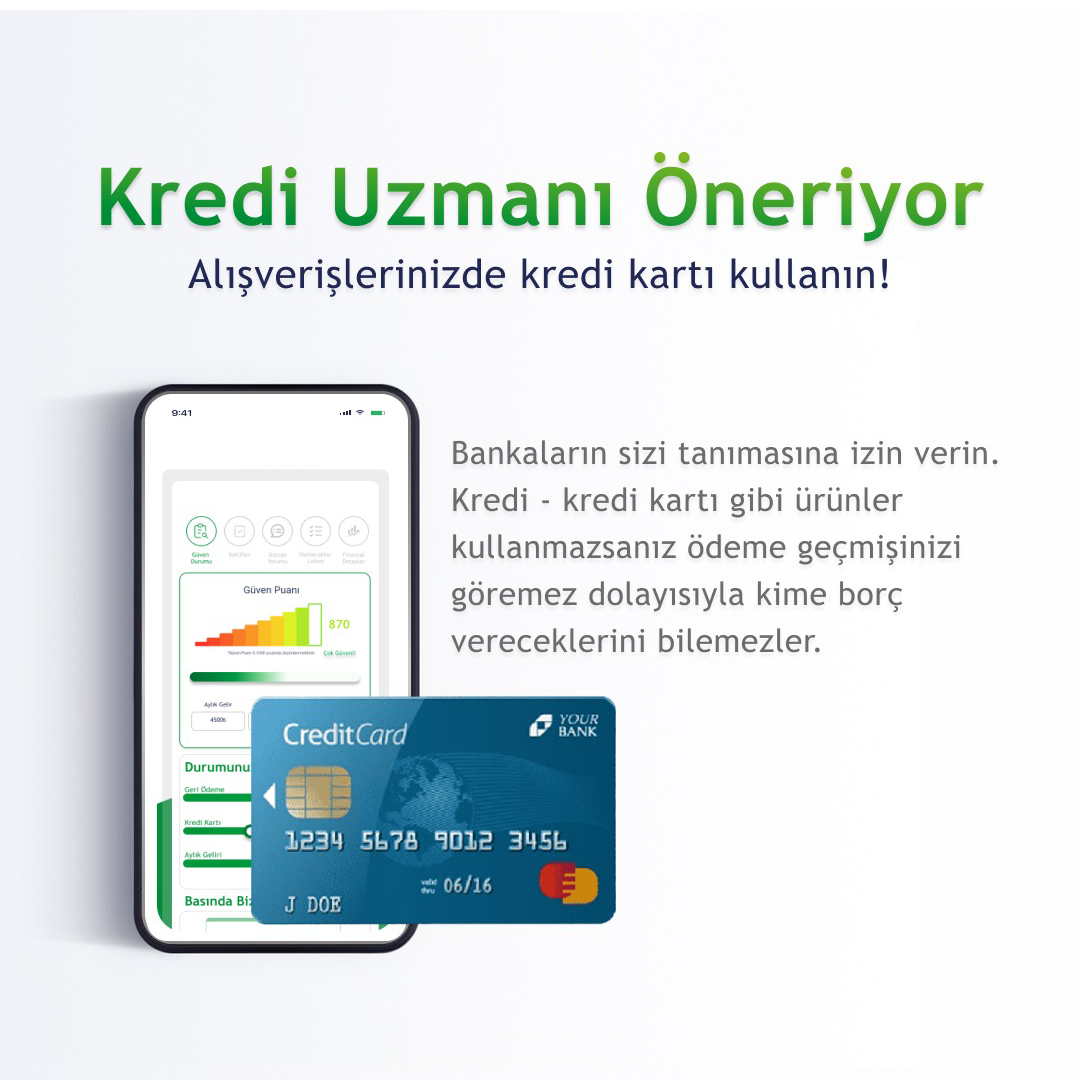 Kredi Uzmanı Öneriyor
Alışverişlerinizde kredi kartı kullanın!
9:41
Güven Durumu
Teklifler
Uzman Yorumu
Yapılacaklar Listesi
Finansal Detaylar
Güven Puanı
870
Çok Güvenli
Aylık Gelir
4500₺
Durumunu
Geri Ödeme
Kredi Kartı
Aylık Geliri
Basında Biz
Bankaların sizi tanımasına izin verin.
Kredi - kredi kartı gibi ürünler
kullanmazsanız ödeme geçmişinizi
göremez dolayısıyla kime borç
vereceklerini bilemezler.
CreditCard
YOUR
BANK
1234 5678 9012 3456
valid
thru
06/16
J DOE